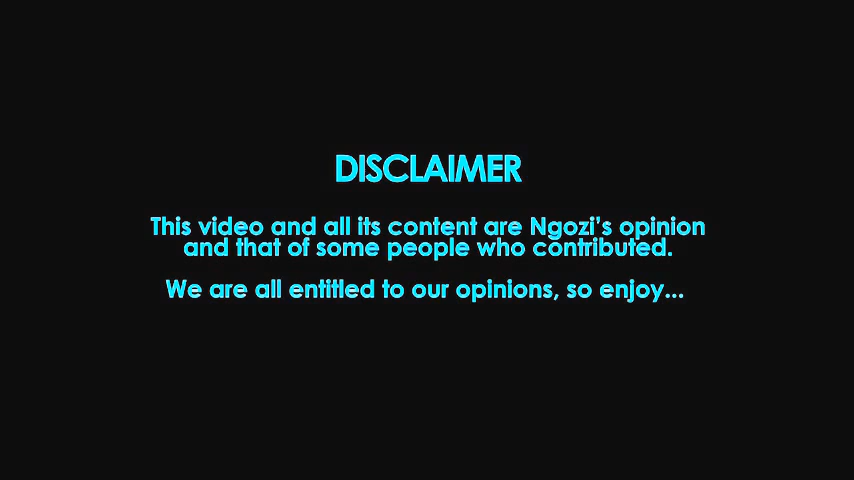 DISCLAIMER
This video and all its content are Ngozi's opinion
and that of some people who contributed.
We are all entitled to our opinions, so enjoy...